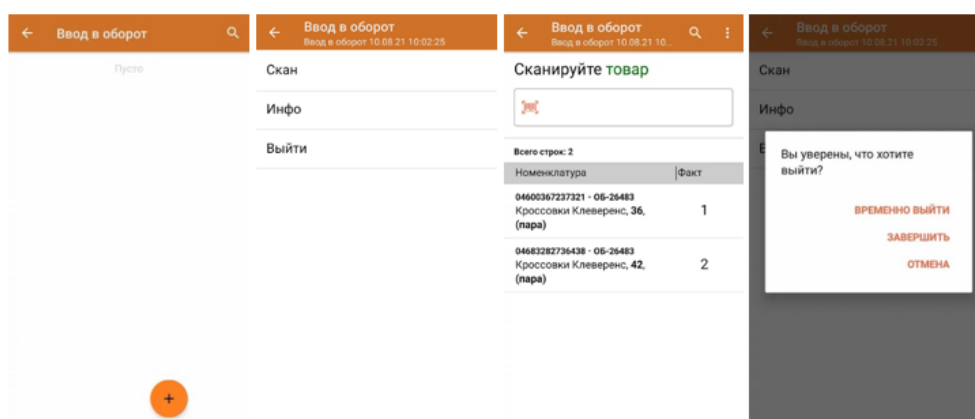 Ввод в оборот
Пусто
+
Ввод в оборот
Ввод в оборот 10.08.21 10:02:25
Скан
Инфо
Выйти
Ввод в оборот
Ввод в оборот 10.08.21 10...
Сканируйте товар
Всего строк: 2
Номенклатура Факт
04600367237321 - ОБ-26483
Кроссовки Клеверенс, 36, 1
(пара)
04683282736438 - ОБ-26483
Кроссовки Клеверенс, 42, 2
(пара)
Ввод в оборот
Ввод в оборот 10.08.21 10:02:25
Скан
Инфо
В
Вы уверены, что хотите
выйти?
ВРЕМЕННО ВЫЙТИ
ЗАВЕРШИТЬ
ОТМЕНА